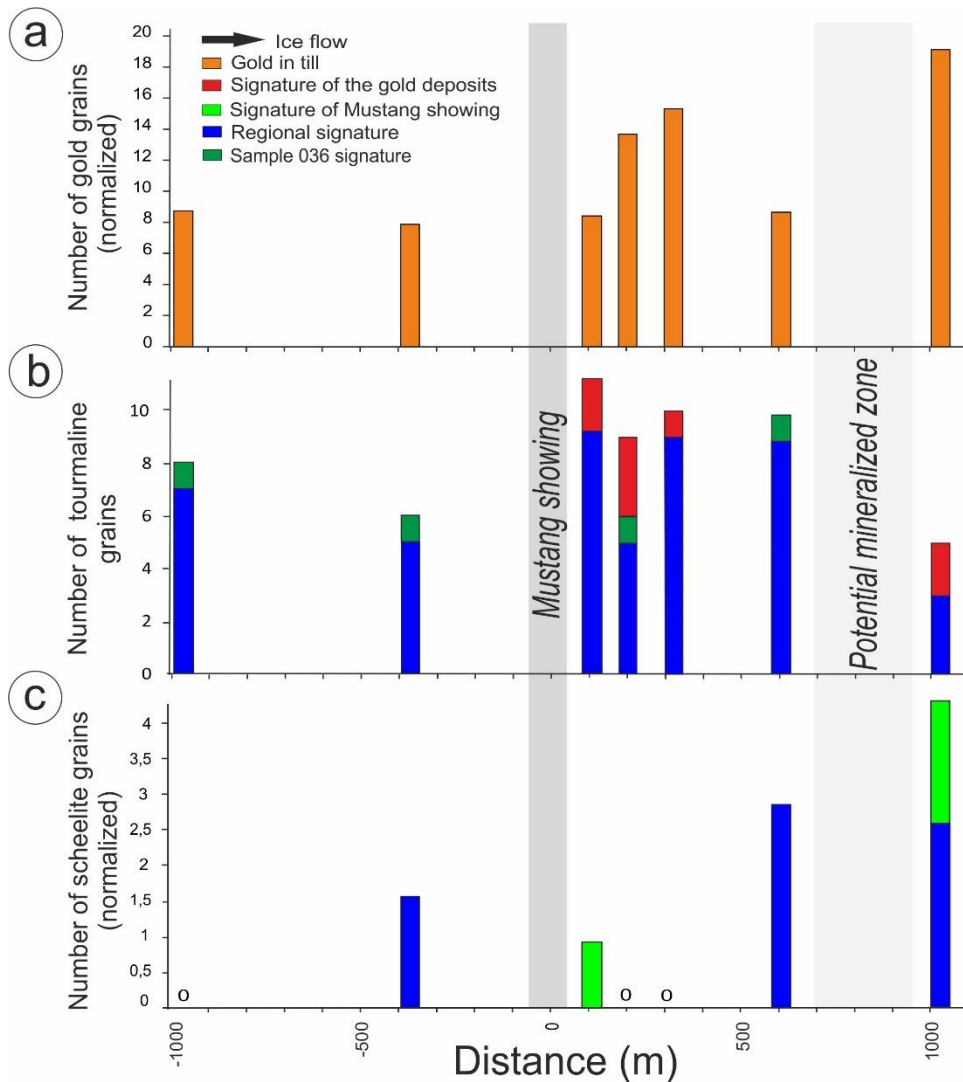 a
Ice flow
Gold in till
Signature of the gold deposits
Signature of Mustang showing
Regional signature
Sample 036 signature
Number of gold grains
(normalized)
20
18
16
14
12
10
8
6
4
2
0
b
Number of tourmaline
grains
10
8
6
4
2
0
Mustang showing
Potential mineralized zone
c
Number of scheelite grains
(normalized)
4
3,5
3
2,5
2
1,5
1
0,5
0
o
o
o
-1000
-500
0
500
1000
Distance (m)